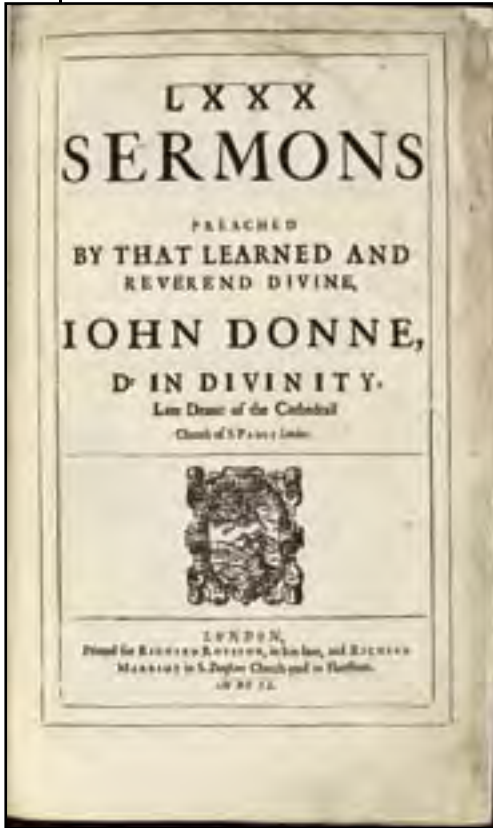 LXXX
SERMONS
PREACHED
BY THAT LEARNED AND
REVEREND DIVINE,
IOHN DONNE,
Dr IN DIVINITY.
Late Deane of the Cathedrall
Church of S. PAULS London.
LONDON,
Printed for RICHARD ROYSTON, in Ivie-lane, and RICHARD
MARRIOT in S. Church-yard in Fleetstreet.